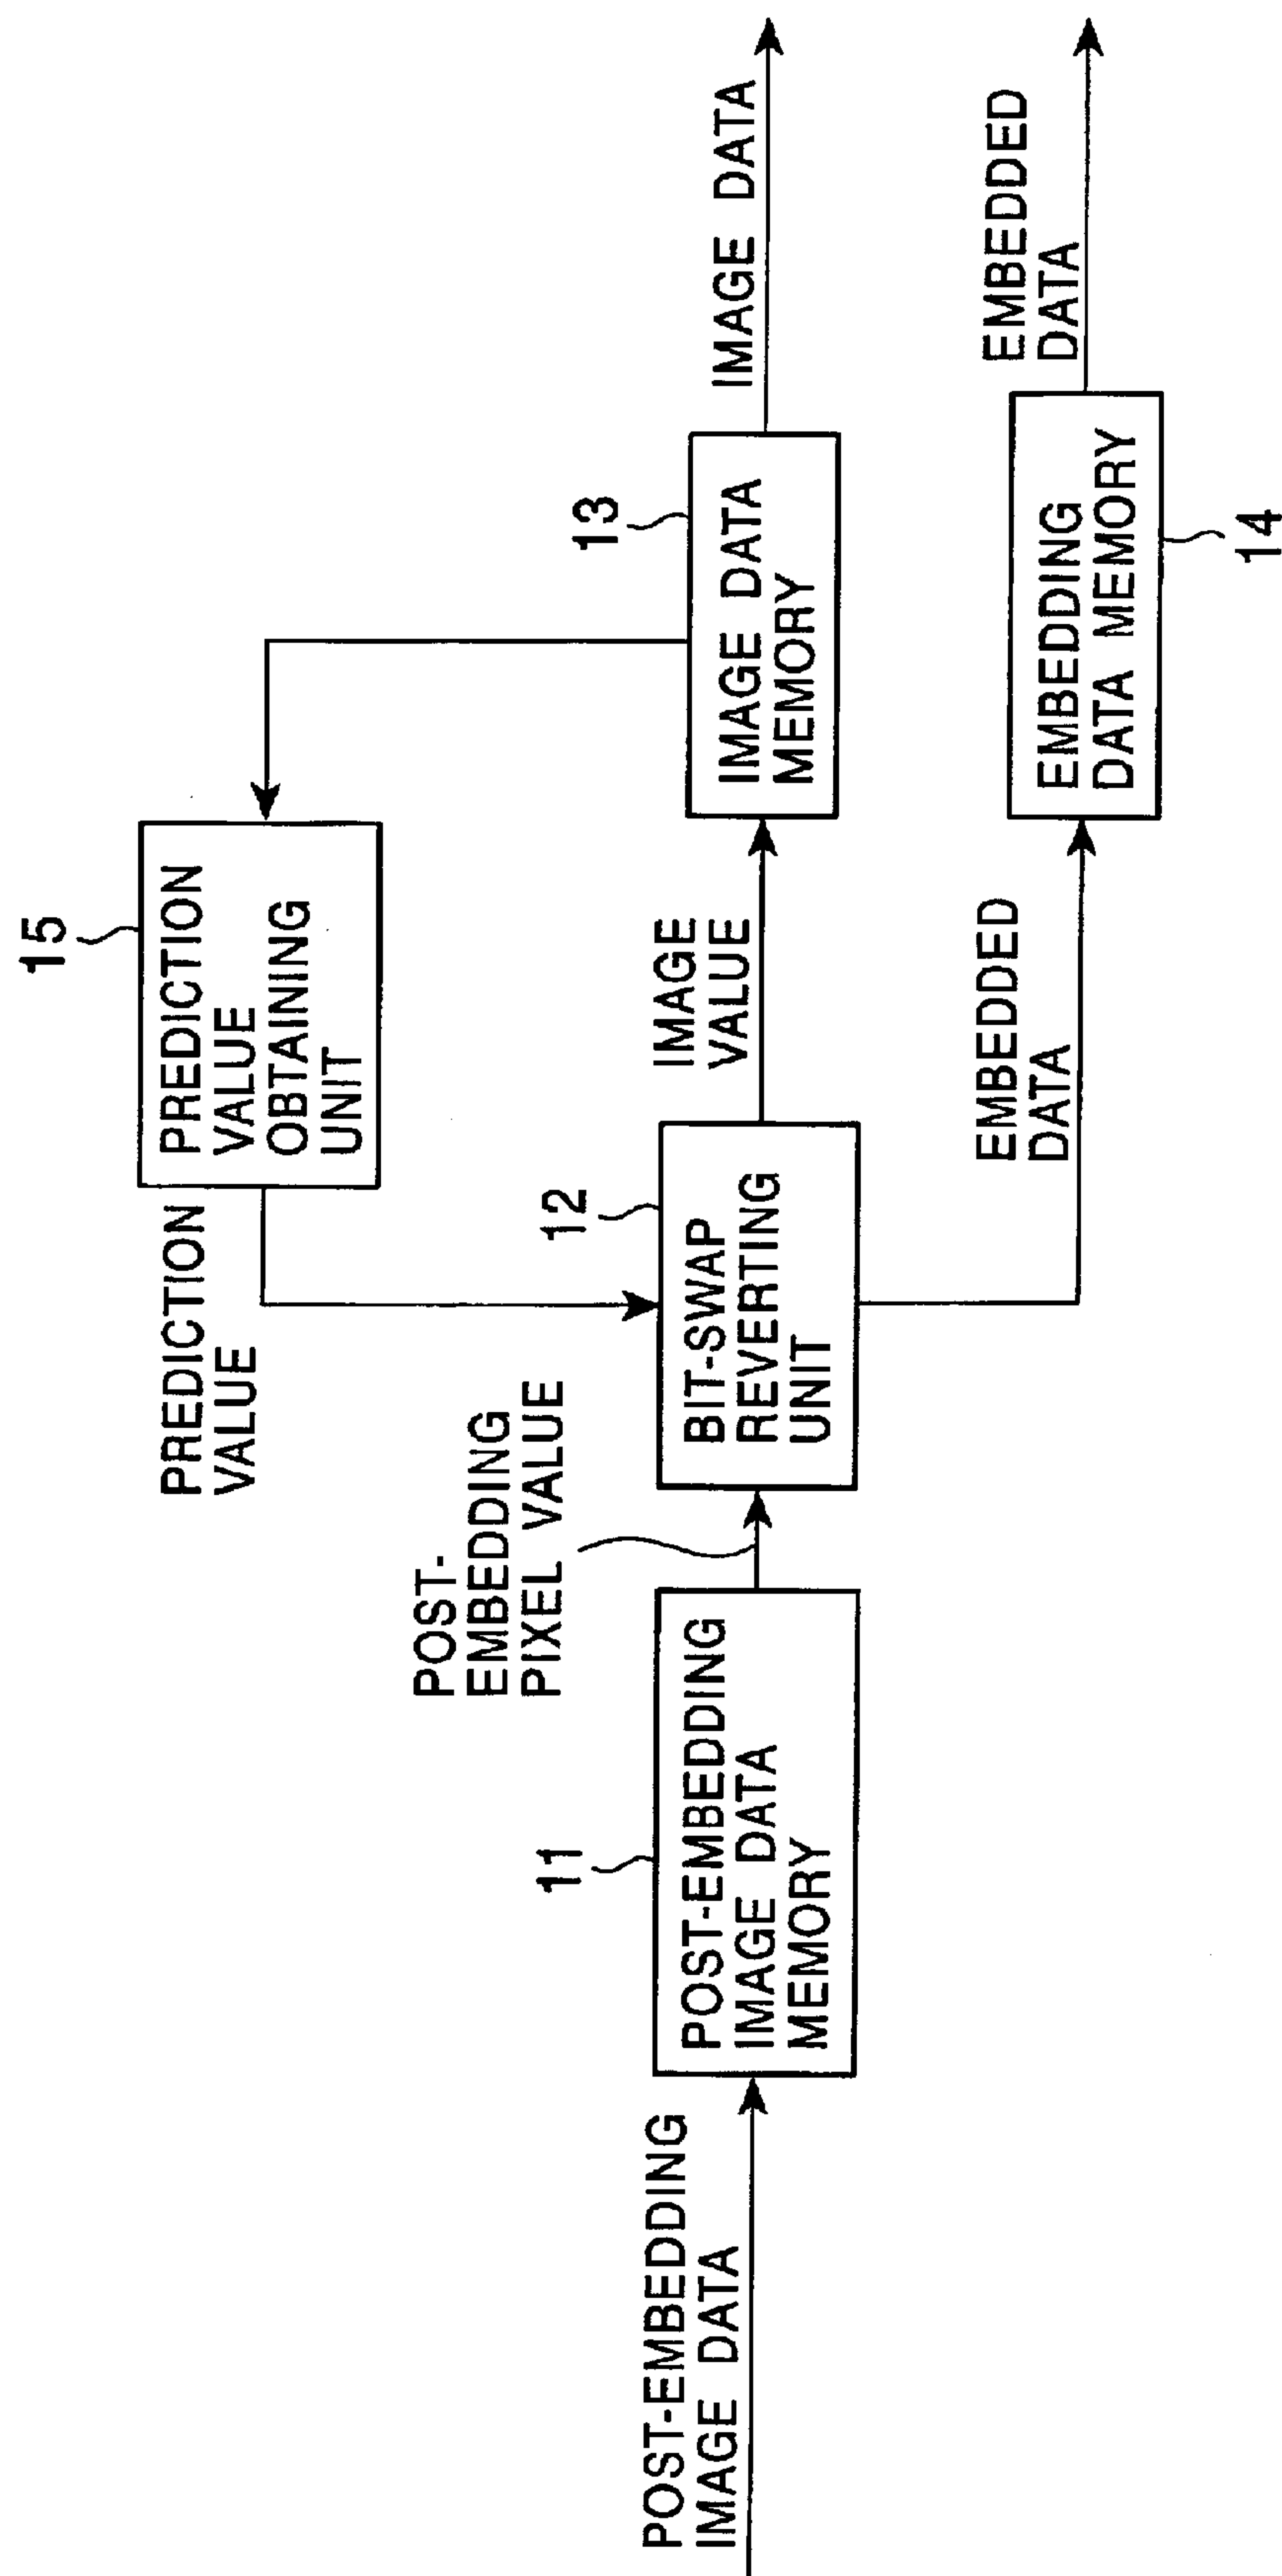 15
PREDICTION
VALUE
OBTAINING
UNIT
PREDICTION
VALUE
POST-
EMBEDDING
PIXEL VALUE
POST-EMBEDDING
IMAGE DATA
11
POST-EMBEDDING
IMAGE DATA
MEMORY
12
BIT-SWAP
REVERTING
UNIT
IMAGE
VALUE
13
IMAGE DATA
MEMORY
IMAGE DATA
EMBEDDED
DATA
EMBEDDING
DATA MEMORY
14
EMBEDDED
DATA